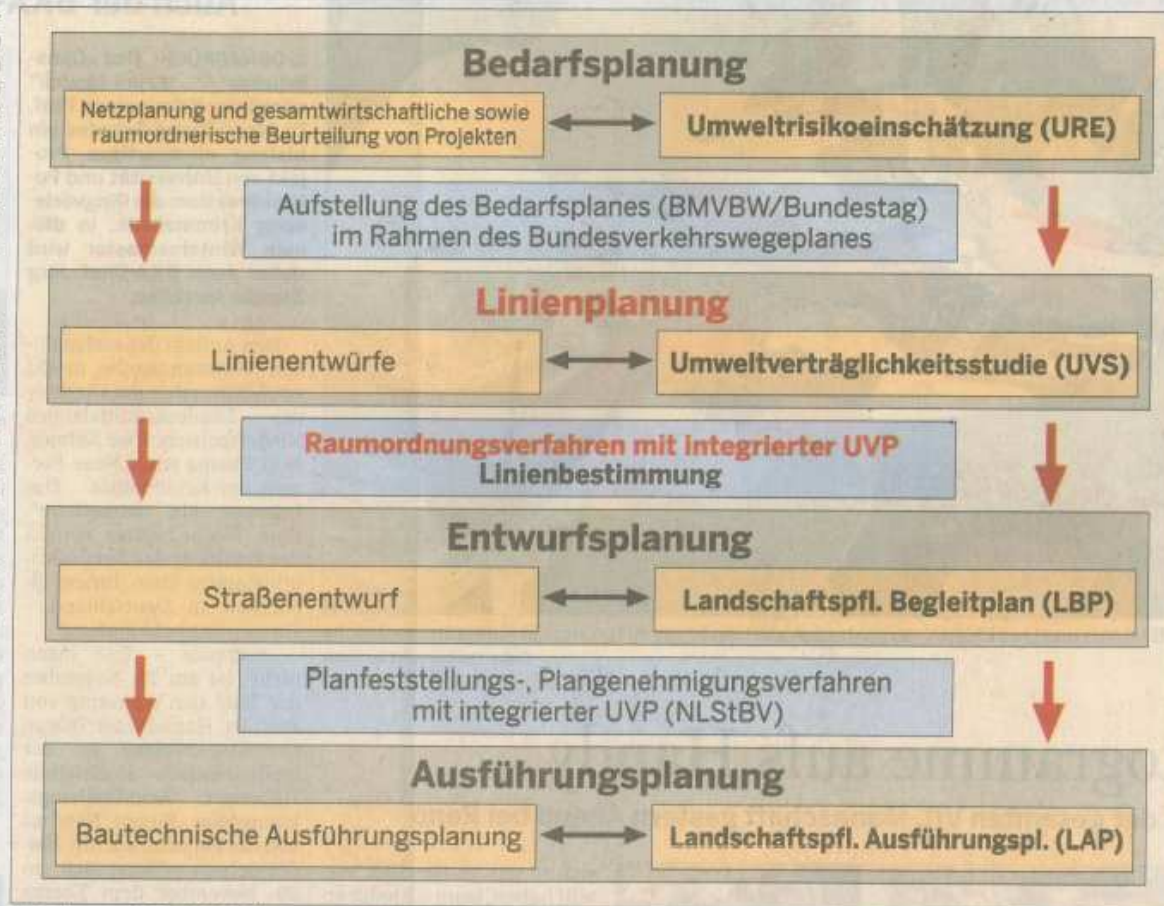 Bedarfsplanung
Netzplanung und gesamtwirtschaftliche sowie
raumordnerische Beurteilung von Projekten
Umweltrisikoeinschätzung (URE)
Aufstellung des Bedarfsplanes (BMVBW/Bundestag)
im Rahmen des Bundesverkehrswegeplanes
Linienplanung
Linienentwürfe
Umweltverträglichkeitsstudie (UVS)
Raumordnungsverfahren mit integrierter UVP
Linienbestimmung
Entwurfsplanung
Straßenentwurf
Landschaftspfl. Begleitplan (LBP)
Planfeststellungs-, Plangenehmigungsverfahren
mit integrierter UVP (NLStBV)
Ausführungsplanung
Bautechnische Ausführungsplanung
Landschaftspfl. Ausführungspl. (LAP)